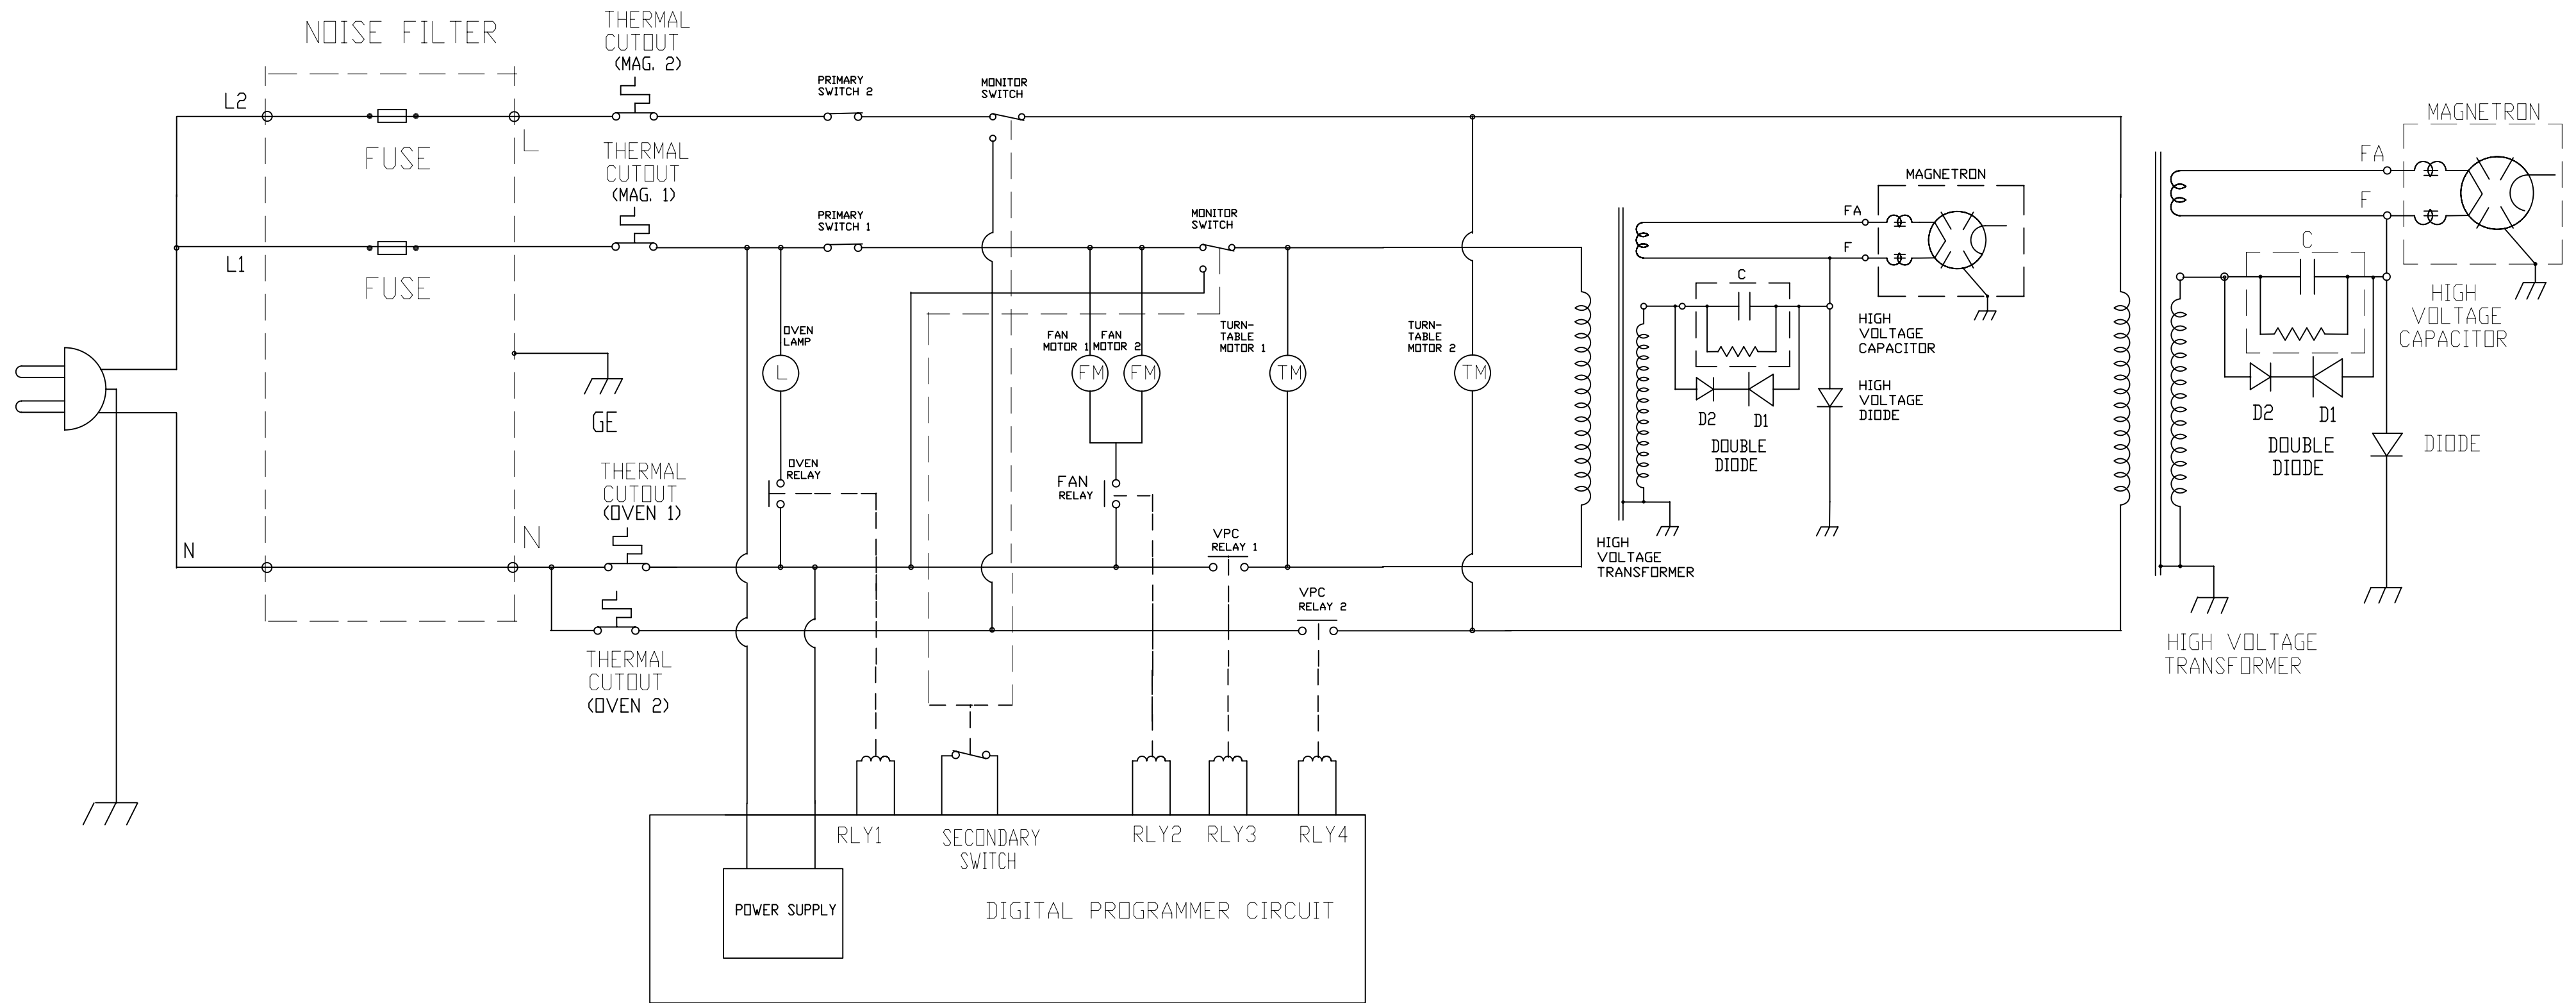 NOISE FILTER
THERMAL
CUTOUT
(MAG. 2)
PRIMARY
SWITCH 2
MONITOR
SWITCH
L2
L
FUSE
THERMAL
CUTOUT
(MAG. 1)
PRIMARY
SWITCH 1
MONITOR
SWITCH
L1
FUSE
MAGNETRON
FA
F
C
HIGH
VOLTAGE
CAPACITOR
MAGNETRON
FA
F
C
HIGH
VOLTAGE
CAPACITOR
OVEN
LAMP
L
FAN
MOTOR 1
FAN
MOTOR 2
FM
FM
TURN-
TABLE
MOTOR 1
TM
TURN-
TABLE
MOTOR 2
TM
HIGH
VOLTAGE
DIODE
D2
D1
DOUBLE
DIODE
D2
D1
DOUBLE
DIODE
DIODE
GE
THERMAL
CUTOUT
(OVEN 1)
OVEN
RELAY
FAN
RELAY
N
N
VPC
RELAY 1
HIGH
VOLTAGE
TRANSFORMER
VPC
RELAY 2
THERMAL
CUTOUT
(OVEN 2)
HIGH VOLTAGE
TRANSFORMER
RLY1
SECONDARY
SWITCH
RLY2
RLY3
RLY4
POWER SUPPLY
DIGITAL PROGRAMMER CIRCUIT